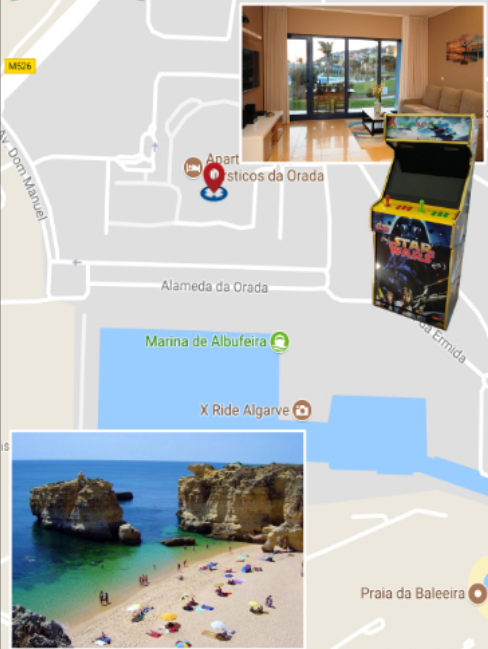 M526
Av. Dom Manuel
Apart
sticos da Orada
Alameda da Orada
STAR
WARS
da Ermida
Marina de Albufeira
X Ride Algarve
is
Praia da Baleeira